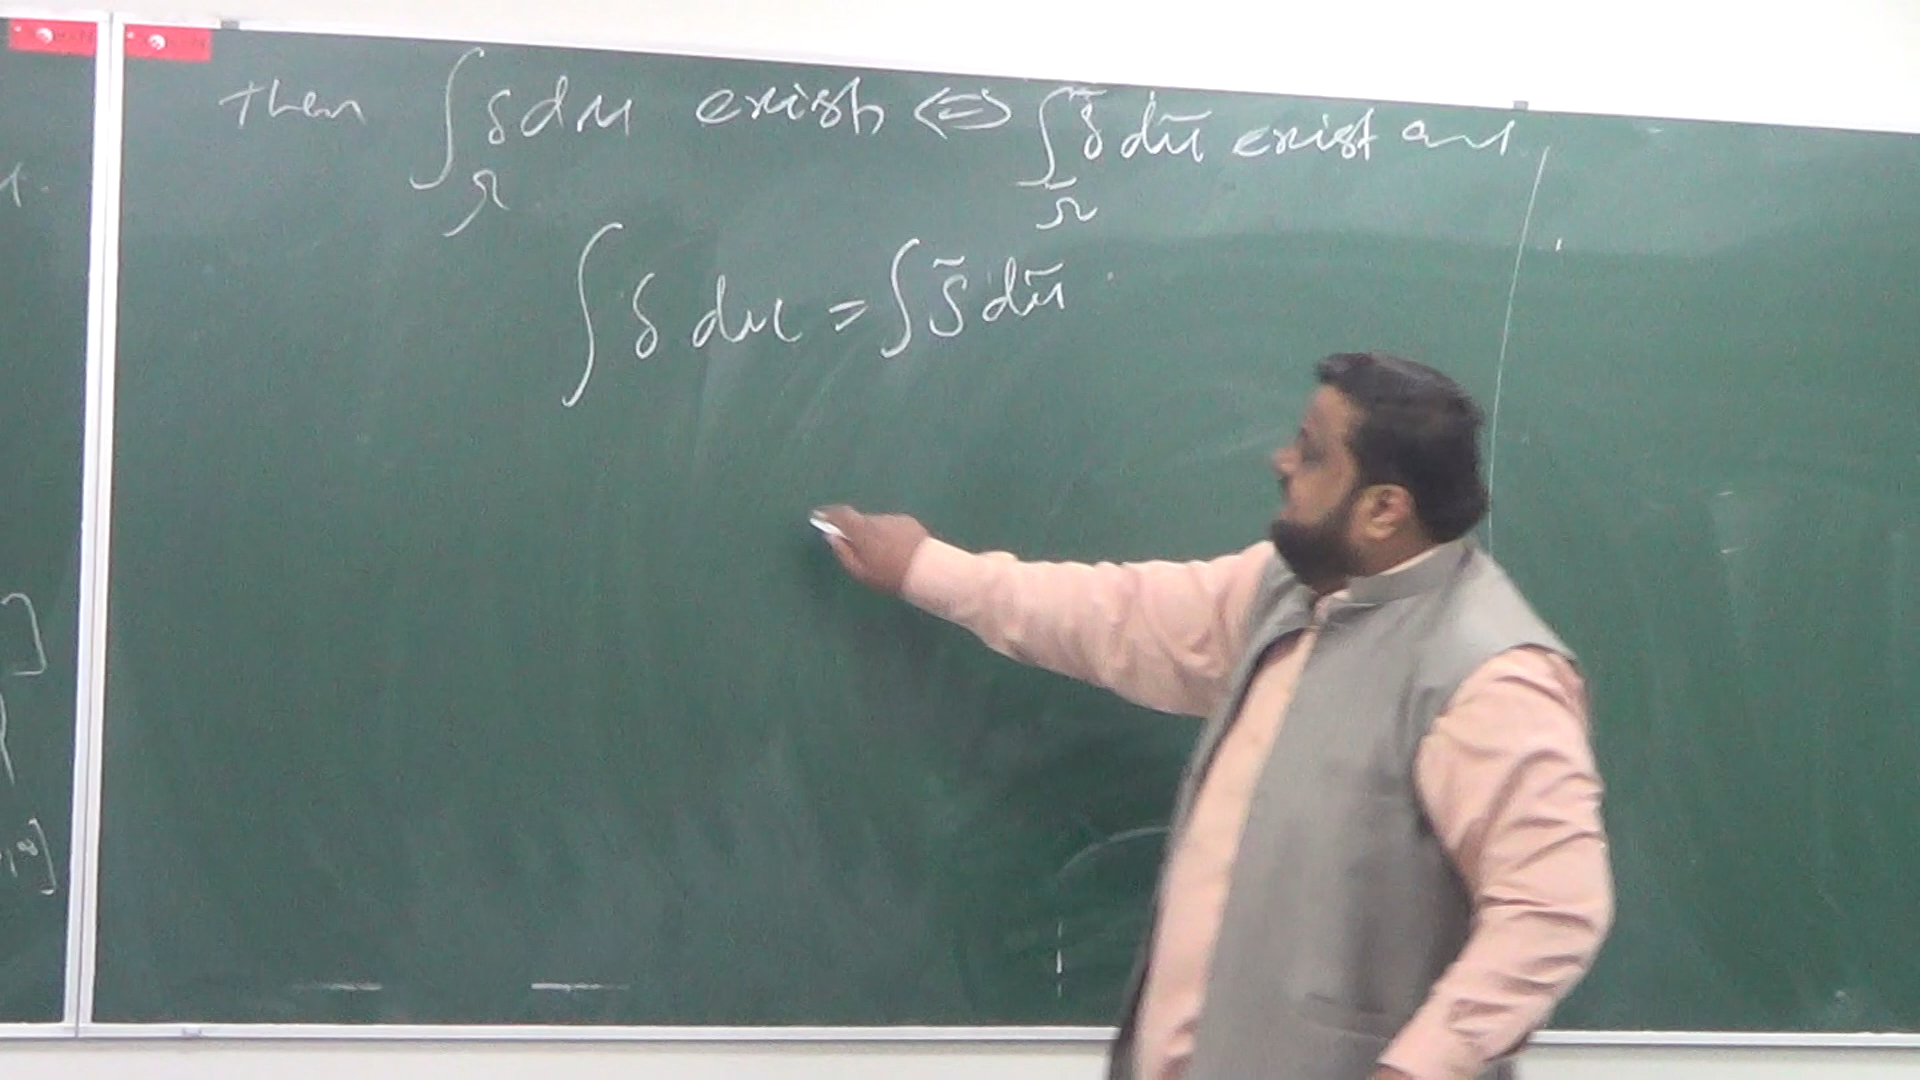 then ∫_Ω f dμ exists ⇔ ∫_Ω̃ f̃ dμ̃ exist and
∫ f dμ = ∫ f̃ dμ̃